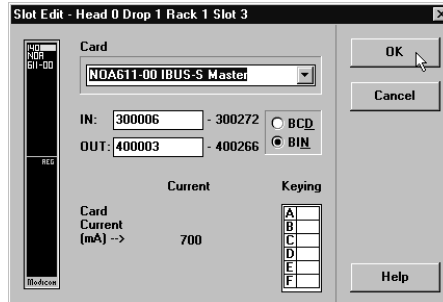 Slot Edit - Head 0 Drop 1 Rack 1 Slot 3
140
NOA
611-00
REG
Modicon
Card
NOA611-00 IBUS-S Master
IN: 300006 - 300272
OUT: 400003 - 400266
BCD
BIN
Current
Keying
Card
Current
(mA) --> 700
A
B
C
D
E
F
OK
Cancel
Help